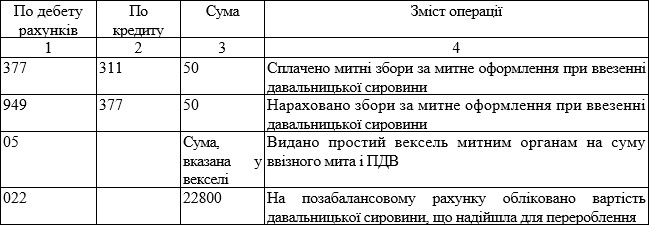 По дебету По Сума Зміст операції
рахунків кредиту
1 2 3 4
377 311 50 Сплачено митні збори за митне оформлення при ввезенні
давальницької сировини
949 377 50 Нараховано збори за митне оформлення при ввезенні
давальницької сировини
05 Сума, Видано простий вексель митним органам на суму
вказана у ввізного мита і ПДВ
векселі
022 22800 На позабалансовому рахунку обліковано вартість
давальницької сировини, що надійшла для перероблення